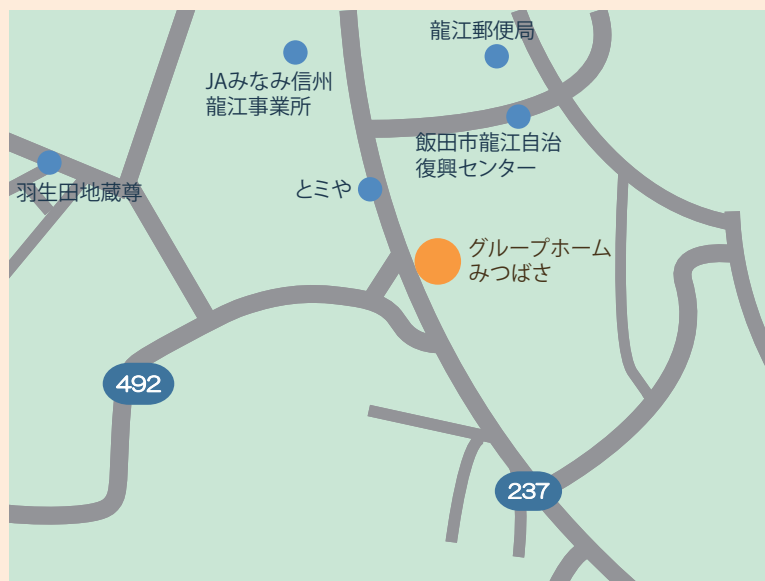 龍江郵便局
JAみなみ信州
龍江事業所
飯田市龍江自治
復興センター
羽生田地蔵尊
とミや
グループホーム
みつばさ
492
237